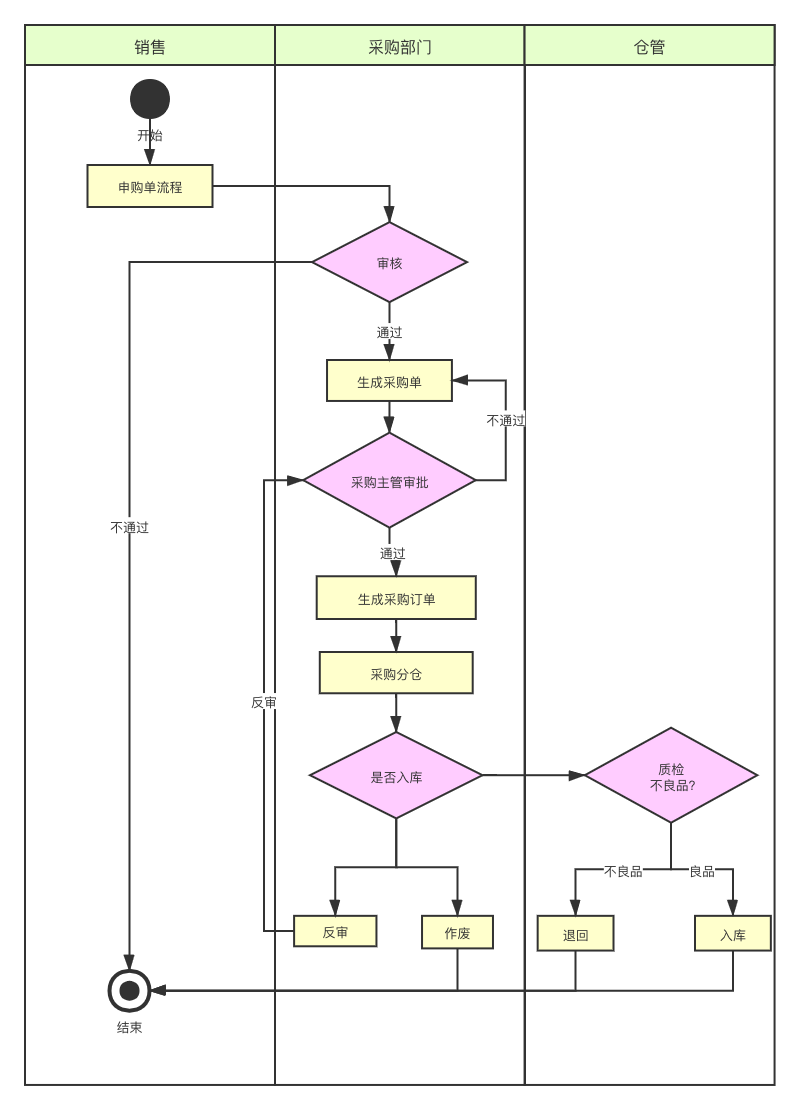 销售
采购部门
仓管
开始
申购单流程
审核
通过
生成采购单
不通过
采购主管审批
不通过
通过
生成采购订单
采购分仓
反审
是否入库
质检
不良品?
不良品
良品
反审
作废
退回
入库
结束